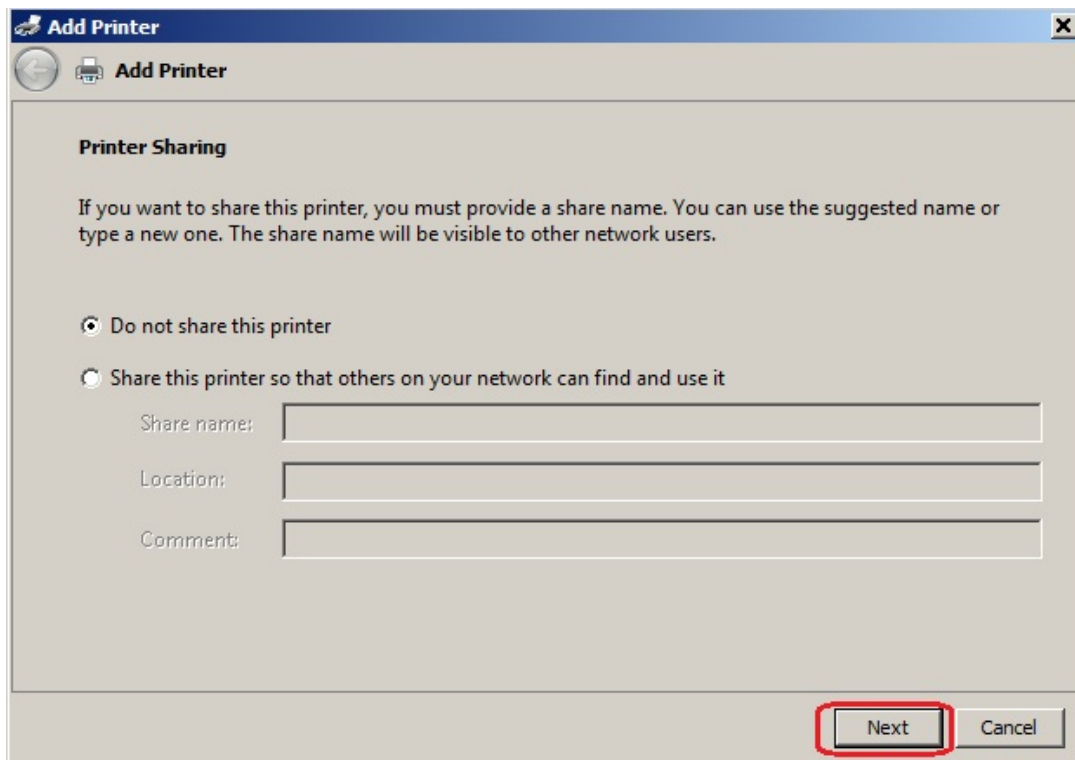 Add Printer
Add Printer
Printer Sharing
If you want to share this printer, you must provide a share name. You can use the suggested name or
type a new one. The share name will be visible to other network users.
Do not share this printer
Share this printer so that others on your network can find and use it
Share name:
Location:
Comment:
Next Cancel